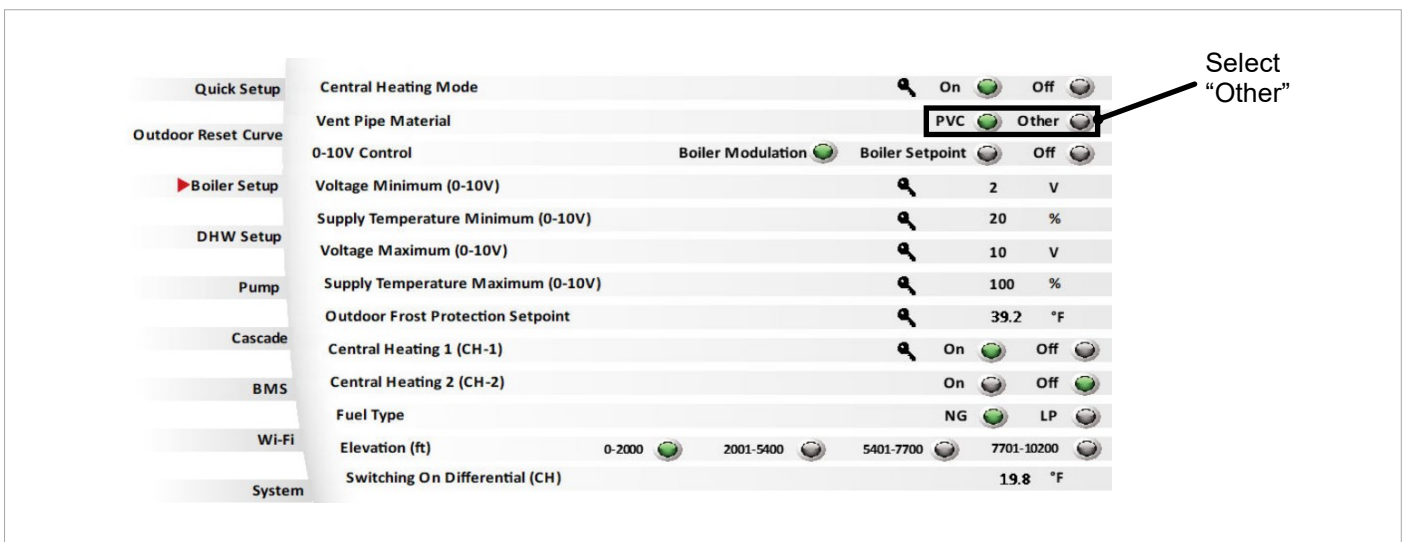 Select
“Other”
Quick Setup
Outdoor Reset Curve
Boiler Setup
DHW Setup
Pump
Cascade
BMS
Wi-Fi
System
Central Heating Mode On Off
Vent Pipe Material PVC Other
0-10V Control Boiler Modulation Boiler Setpoint Off
Voltage Minimum (0-10V) 2 V
Supply Temperature Minimum (0-10V) 20 %
Voltage Maximum (0-10V) 10 V
Supply Temperature Maximum (0-10V) 100 %
Outdoor Frost Protection Setpoint 39.2 °F
Central Heating 1 (CH-1) On Off
Central Heating 2 (CH-2) On Off
Fuel Type NG LP
Elevation (ft) 0-2000 2001-5400 5401-7700 7701-10200
Switching On Differential (CH) 19.8 °F